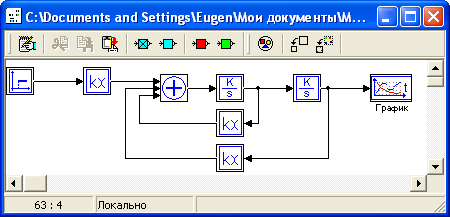 C:\Documents and Settings\Eugen\Мои документы\М...
kx
K
s
K
s
t
График
kx
kx
63 : 4
Локально